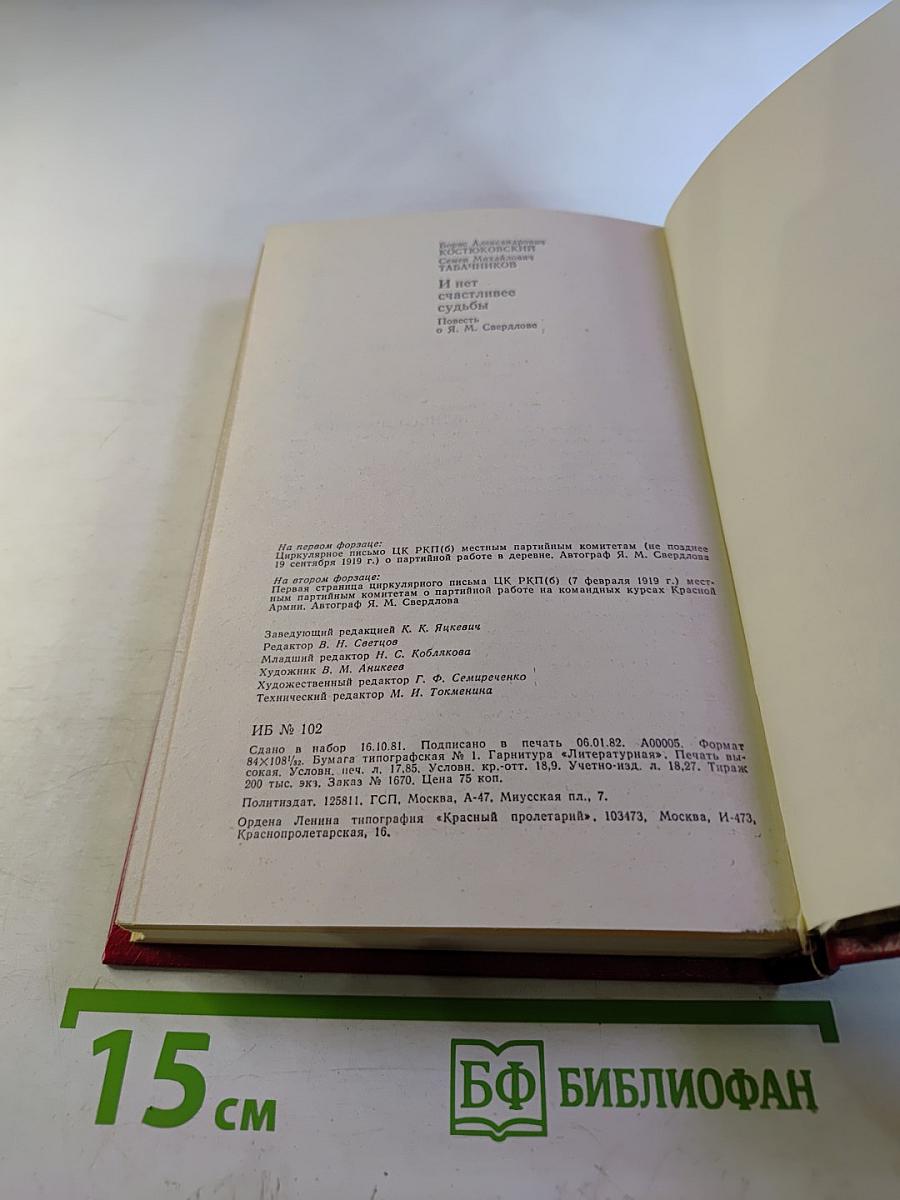 Борис Александрович
КОСТЮКОВСКИЙ
Семен Михайлович
ТАБАЧНИКОВ
И нет
счастливее
судьбы
Повесть
о Я. М. Свердлове
На первом форзаце:
Циркулярное письмо ЦК РКП(б) местным партийным комитетам (не позднее
19 сентября 1919 г.) о партийной работе в деревне. Автограф Я. М. Свердлова
На втором форзаце:
Первая страница циркулярного письма ЦК РКП(б) (7 февраля 1919 г.) мест-
ным партийным комитетам о партийной работе на командных курсах Красной
Армии. Автограф Я. М. Свердлова
Заведующий редакцией К. К. Яцкевич
Редактор В. Н. Светцов
Младший редактор Н. С. Коблякова
Художник В. М. Аникеев
Художественный редактор Г. Ф. Семиреченко
Технический редактор М. И. Токменина
ИБ № 102
Сдано в набор 16.10.81. Подписано в печать 06.01.82. А00005. Формат
84×108¹/₃₂. Бумага типографская № 1. Гарнитура «Литературная». Печать вы-
сокая. Условн. печ. л. 17,85. Условн. кр.-отт. 18,9. Учетно-изд. л. 18,27. Тираж
200 тыс. экз. Заказ № 1670. Цена 75 коп.
Политиздат. 125811, ГСП, Москва, А-47, Миусская пл., 7.
Ордена Ленина типография «Красный пролетарий». 103473, Москва, И-473,
Краснопролетарская, 16.
15 см
БФ БИБЛИОФАН